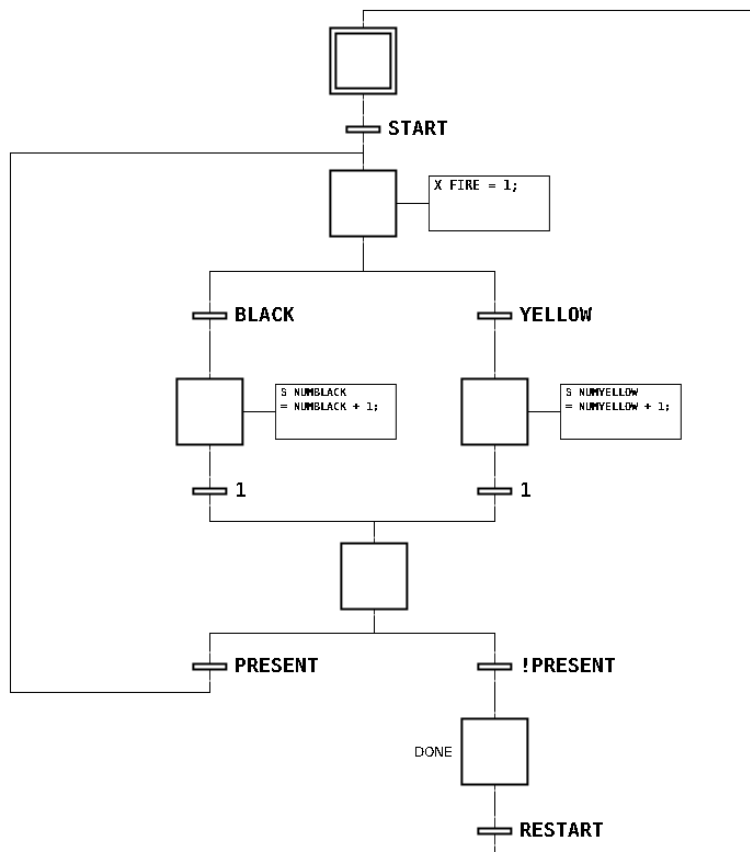 START
X FIRE = 1;
BLACK
YELLOW
S NUMBLACK
= NUMBLACK + 1;
S NUMYELLOW
= NUMYELLOW + 1;
1
1
PRESENT
!PRESENT
DONE
RESTART